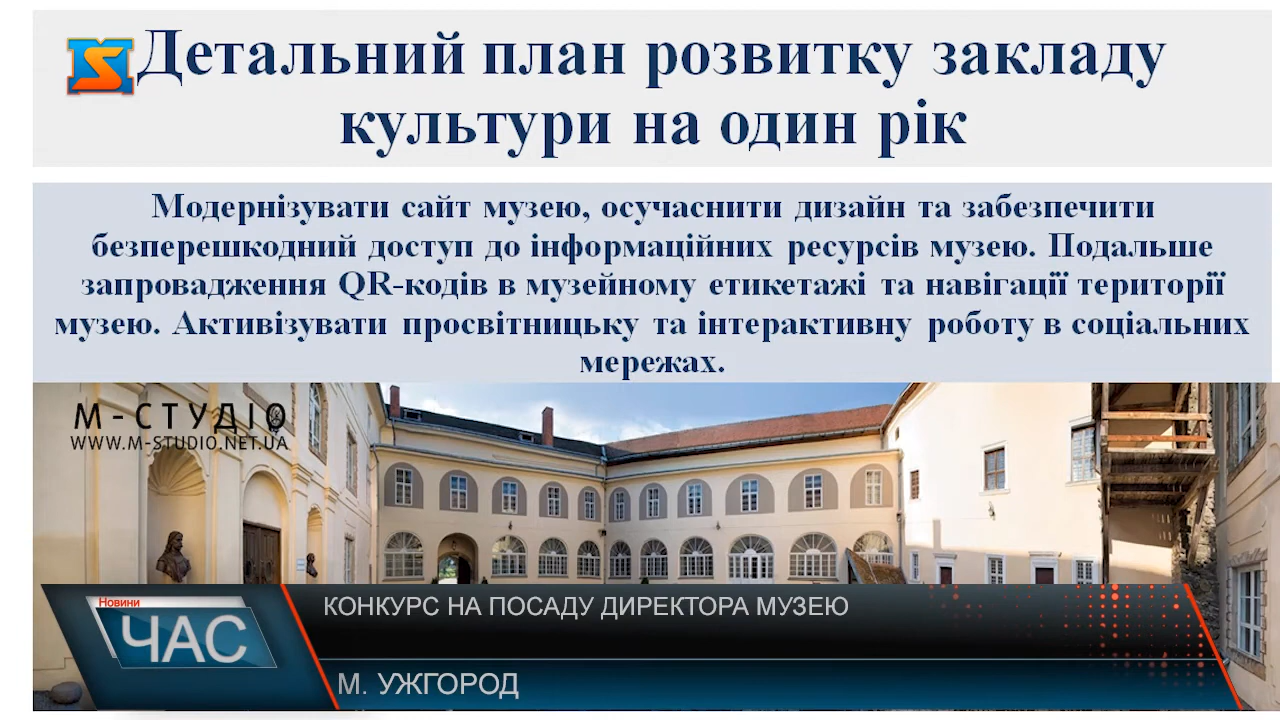 Детальний план розвитку закладу
культури на один рік
Модернізувати сайт музею, осучаснити дизайн та забезпечити
безперешкодний доступ до інформаційних ресурсів музею. Подальше
запровадження QR-кодів в музейному етикетажі та навігації території
музею. Активізувати просвітницьку та інтерактивну роботу в соціальних
мережах.
М-СТУДІО
WWW.M-STUDIO.NET.UA
Новини
ЧАС
КОНКУРС НА ПОСАДУ ДИРЕКТОРА МУЗЕЮ
М. УЖГОРОД